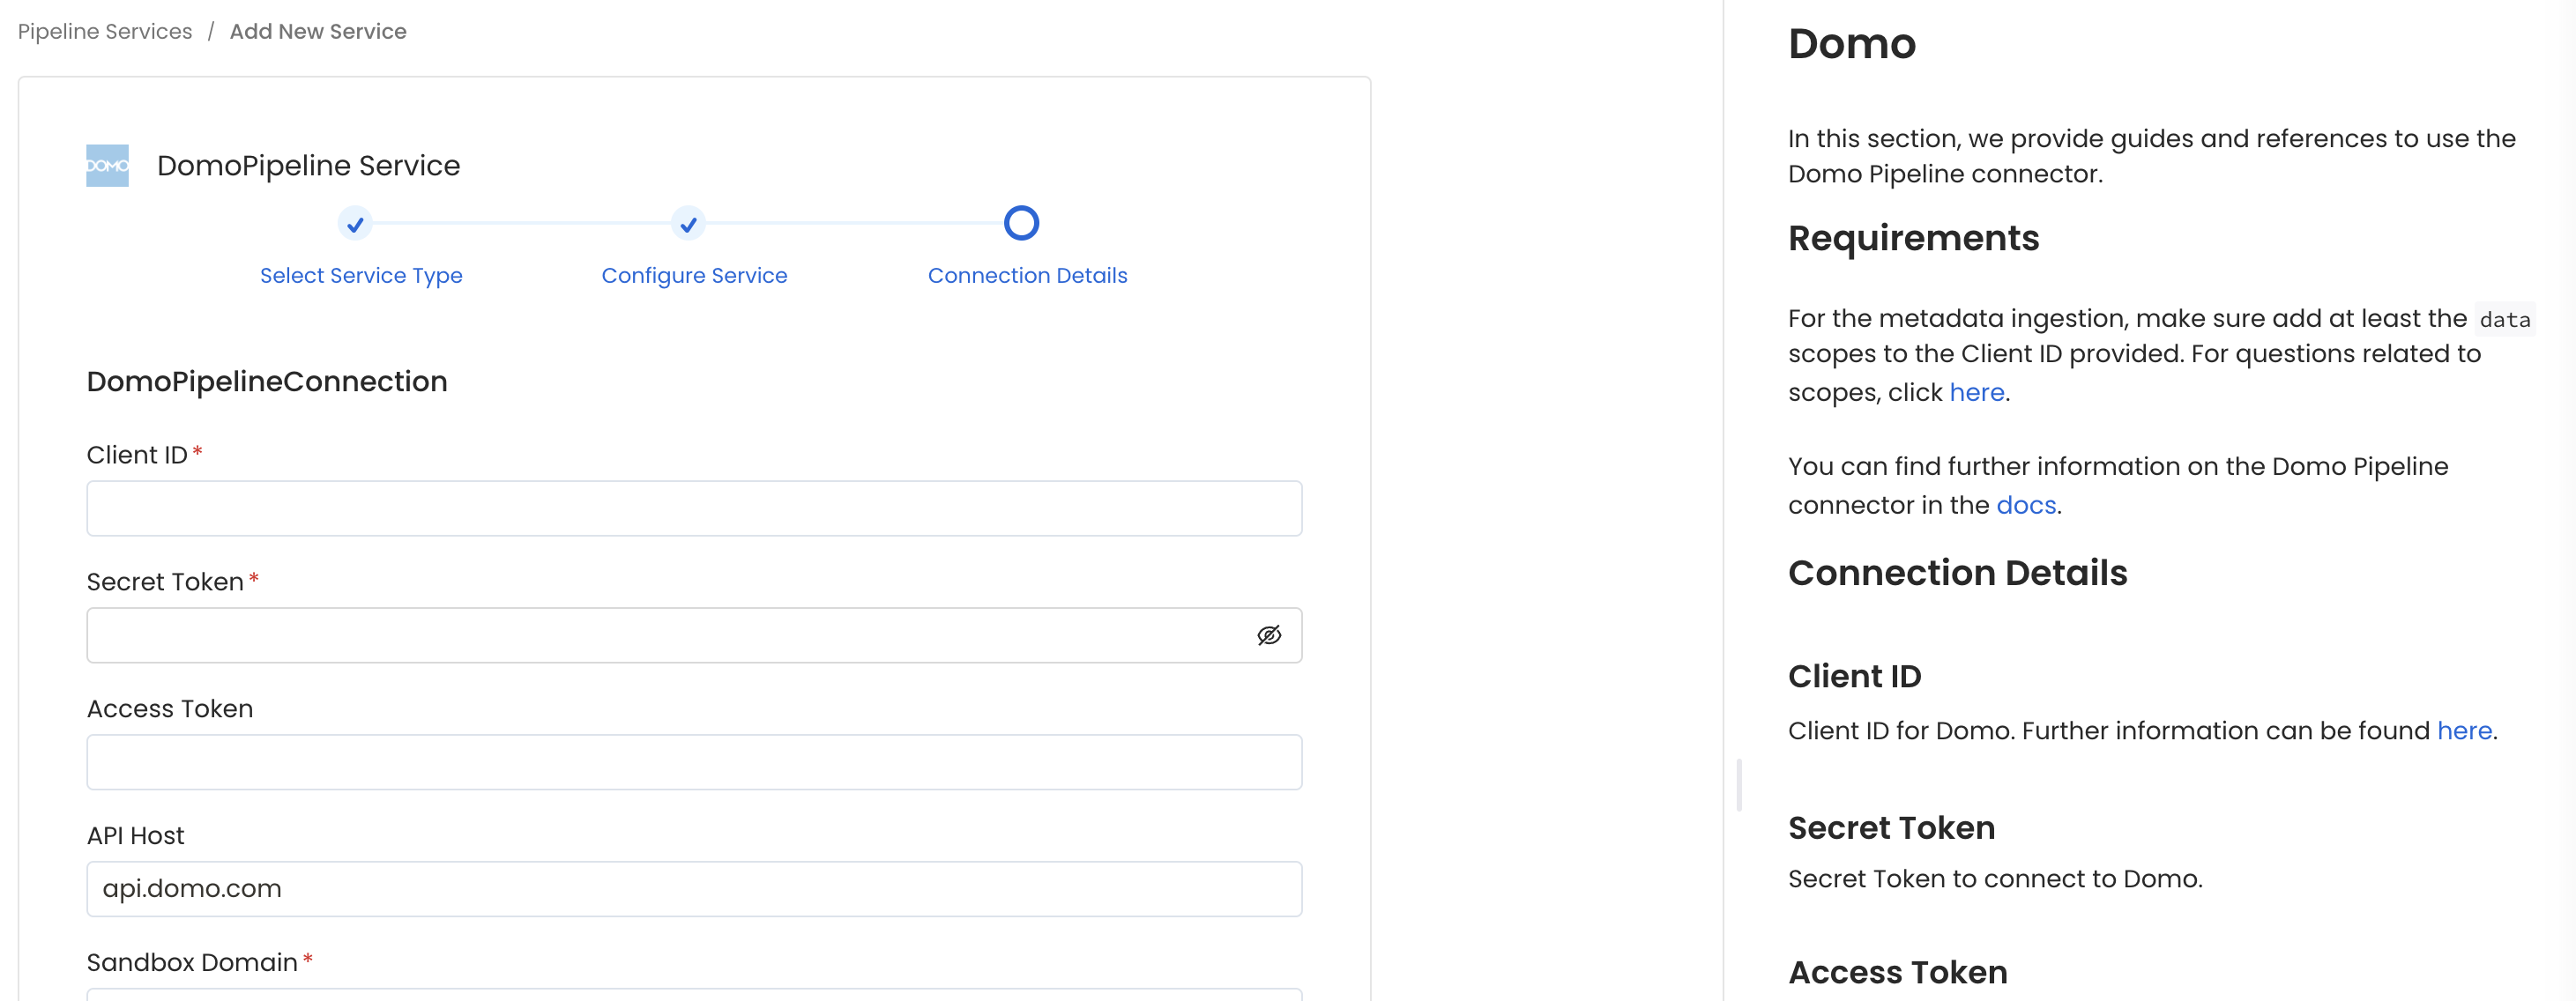 Pipeline Services / Add New Service
DOMO DomoPipeline Service
Select Service Type
Configure Service
Connection Details
DomoPipelineConnection
Client ID*
Secret Token*
Access Token
API Host
api.domo.com
Sandbox Domain*
Domo
In this section, we provide guides and references to use the
Domo Pipeline connector.
Requirements
For the metadata ingestion, make sure add at least the data
scopes to the Client ID provided. For questions related to
scopes, click here.
You can find further information on the Domo Pipeline
connector in the docs.
Connection Details
Client ID
Client ID for Domo. Further information can be found here.
Secret Token
Secret Token to connect to Domo.
Access Token